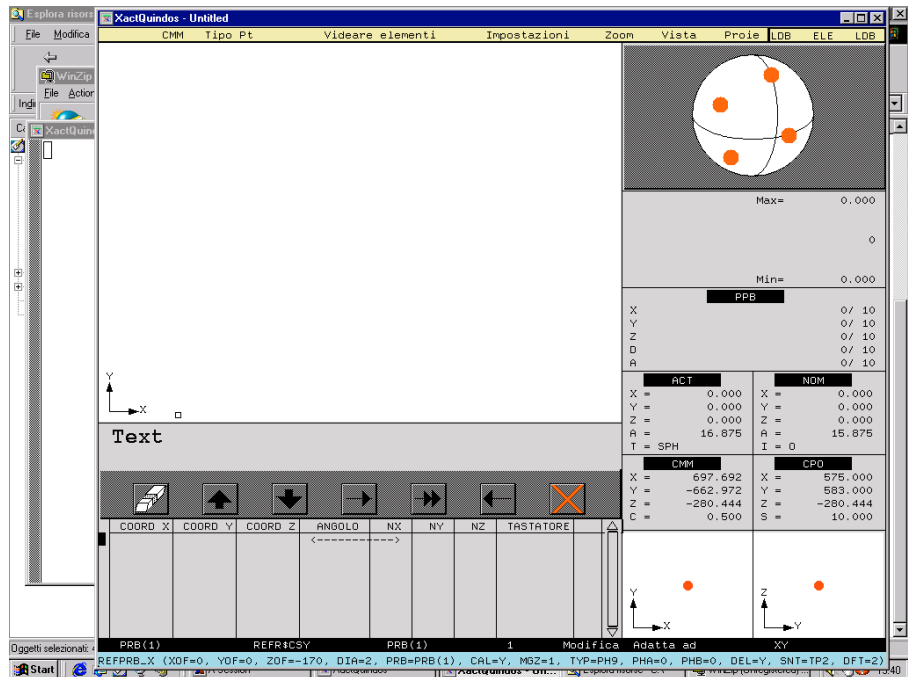 Esplora risors
File Modifica
WinZip
File Action
Indi
XactQuin
XactQuindos - Untitled
CMM Tipo Pt Videare elementi Impostazioni Zoom Vista Proie LDB ELE LDB
Max= 0.000
0
Min= 0.000
PPB
X 0/ 10
Y 0/ 10
Z 0/ 10
D 0/ 10
A 0/ 10
Y
X
Text
ACT NOM
X = 0.000 X = 0.000
Y = 0.000 Y = 0.000
Z = 0.000 Z = 0.000
A = 16.875 A = 15.875
T = SPH I = O
CMM CPO
X = 697.692 X = 575.000
Y = -662.972 Y = 583.000
Z = -280.444 Z = -280.444
C = 0.500 S = 10.000
COORD X COORD Y COORD Z ANGOLO NX NY NZ TASTATORE
<---------->
Y
X
Z
Y
PRB(1) REFR$CSY PRB(1) 1 Modifica Adatta ad XY
Oggetti selezionati: 4
REFPRB_X (XOF=0, YOF=0, ZOF=-170, DIA=2, PRB=PRB(1), CAL=Y, MGZ=1, TYP=PH9, PHA=0, PHB=0, DEL=Y, SNT=TP2, DFT=2)
Start